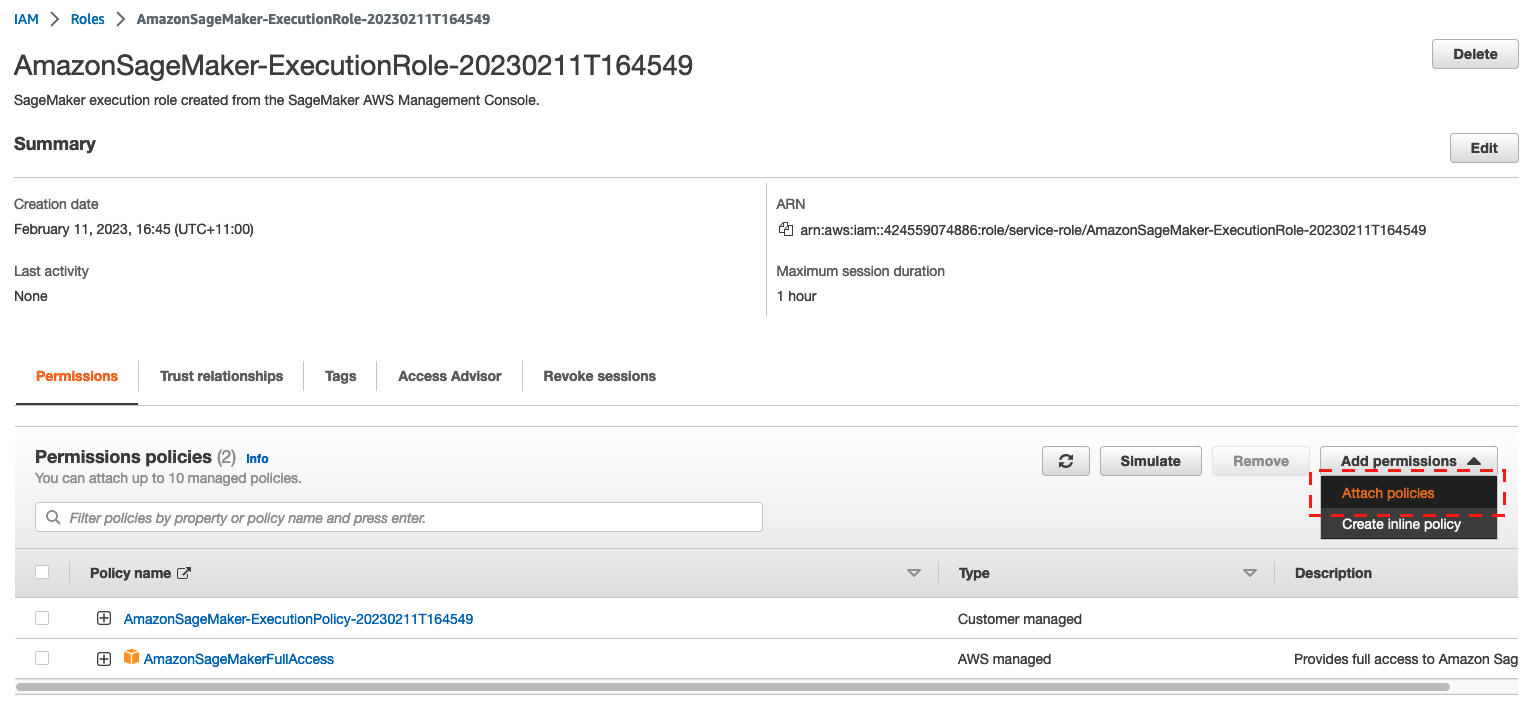 IAM > Roles > AmazonSageMaker-ExecutionRole-20230211T164549
AmazonSageMaker-ExecutionRole-20230211T164549
Delete
SageMaker execution role created from the SageMaker AWS Management Console.
Summary
Edit
Creation date
February 11, 2023, 16:45 (UTC+11:00)
ARN
arn:aws:iam::424559074886:role/service-role/AmazonSageMaker-ExecutionRole-20230211T164549
Last activity
None
Maximum session duration
1 hour
Permissions Trust relationships Tags Access Advisor Revoke sessions
Permissions policies (2) Info
You can attach up to 10 managed policies.
Simulate Remove Add permissions
Attach policies
Create inline policy
Filter policies by property or policy name and press enter.
Policy name Type Description
AmazonSageMaker-ExecutionPolicy-20230211T164549 Customer managed
AmazonSageMakerFullAccess AWS managed Provides full access to Amazon Sag